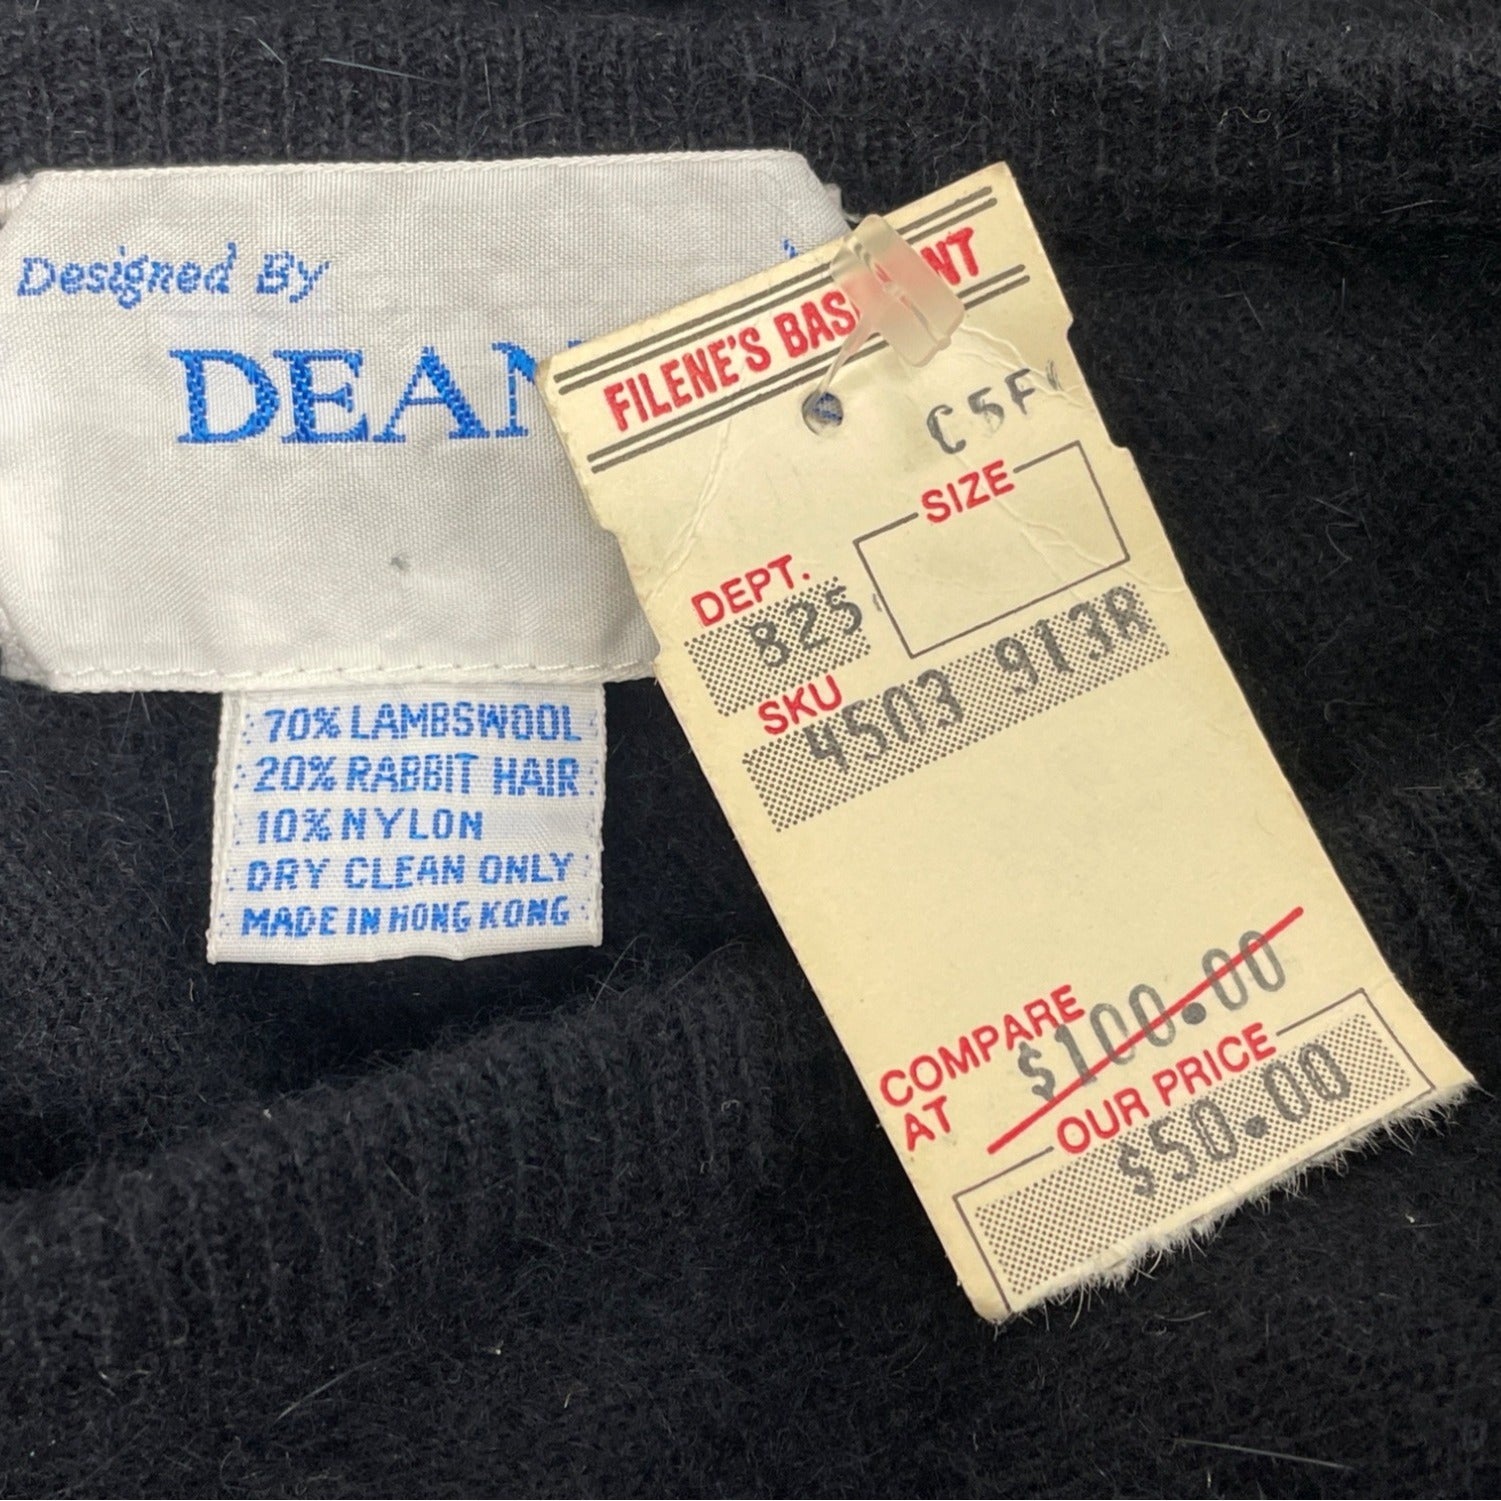 Designed By
DEAN
70% LAMBSWOOL
20% RABBIT HAIR
10% NYLON
DRY CLEAN ONLY
MADE IN HONG KONG
FILENE'S BASEMENT
C5F
SIZE
DEPT.
825
SKU
4503 913R
COMPARE
AT
$100.00
OUR PRICE
$50.00